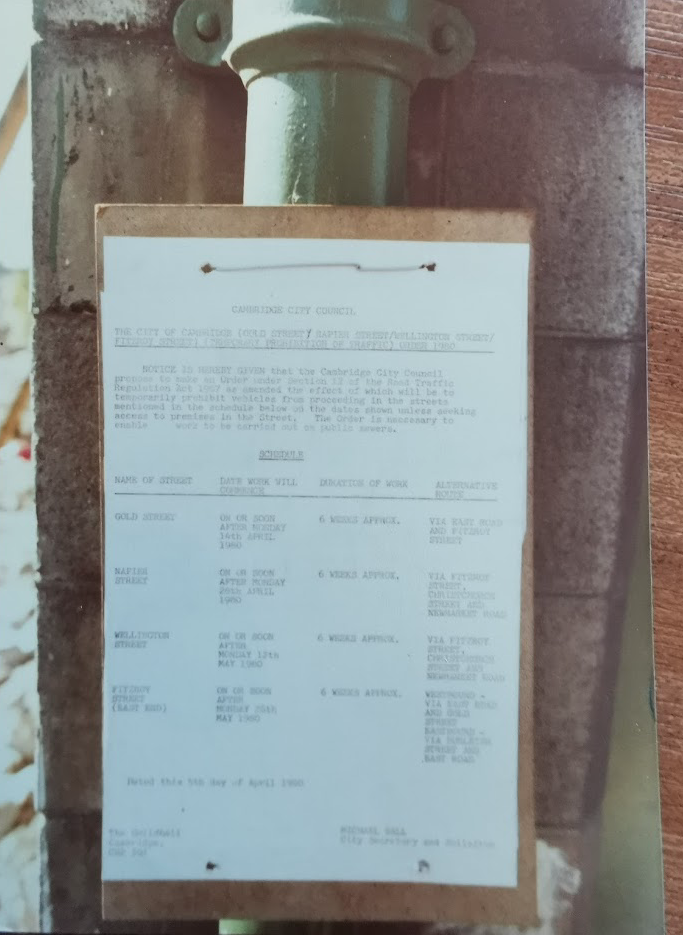 CAMBRIDGE CITY COUNCIL
THE CITY OF CAMBRIDGE (GOLD STREET/ NAPIER STREET/WELLINGTON STREET/
FITZROY STREET) (TEMPORARY PROHIBITION OF TRAFFIC) ORDER 1980
NOTICE IS HEREBY GIVEN that the Cambridge City Council
propose to make an Order under Section 12 of the Road Traffic
Regulation Act 1967 as amended the effect of which will be to
temporarily prohibit vehicles from proceeding in the streets
mentioned in the schedule below on the dates shown unless seeking
access to premises in the Street. The Order is necessary to
enable work to be carried out on public sewers.
SCHEDULE
NAME OF STREET DATE WORK WILL DURATION OF WORK ALTERNATIVE
COMMENCE ROUTE
GOLD STREET ON OR SOON 6 WEEKS APPROX. VIA EAST ROAD
AFTER MONDAY AND FITZROY
APRIL STREET
1980
NAPIER ON OR SOON 6 WEEKS APPROX. VIA FITZROY
STREET AFTER MONDAY STREET,
28th APRIL CHRISTCHURCH
1980 STREET AND
NEWMARKET ROAD
WELLINGTON ON OR SOON 6 WEEKS APPROX. VIA FITZROY
STREET AFTER STREET,
MONDAY 12th CHRISTCHURCH
MAY 1980 STREET AND
NEWMARKET ROAD
FITZROY ON OR SOON 6 WEEKS APPROX. WESTBOUND -
STREET AFTER VIA EAST ROAD
(EAST END) MONDAY 26th AND GOLD
MAY 1980 STREET
EASTBOUND -
VIA BURLEIGH
STREET AND
EAST ROAD
Dated this day of April 1980
The Guildhall MICHAEL HALL
Cambridge. City Secretary and Solicitor